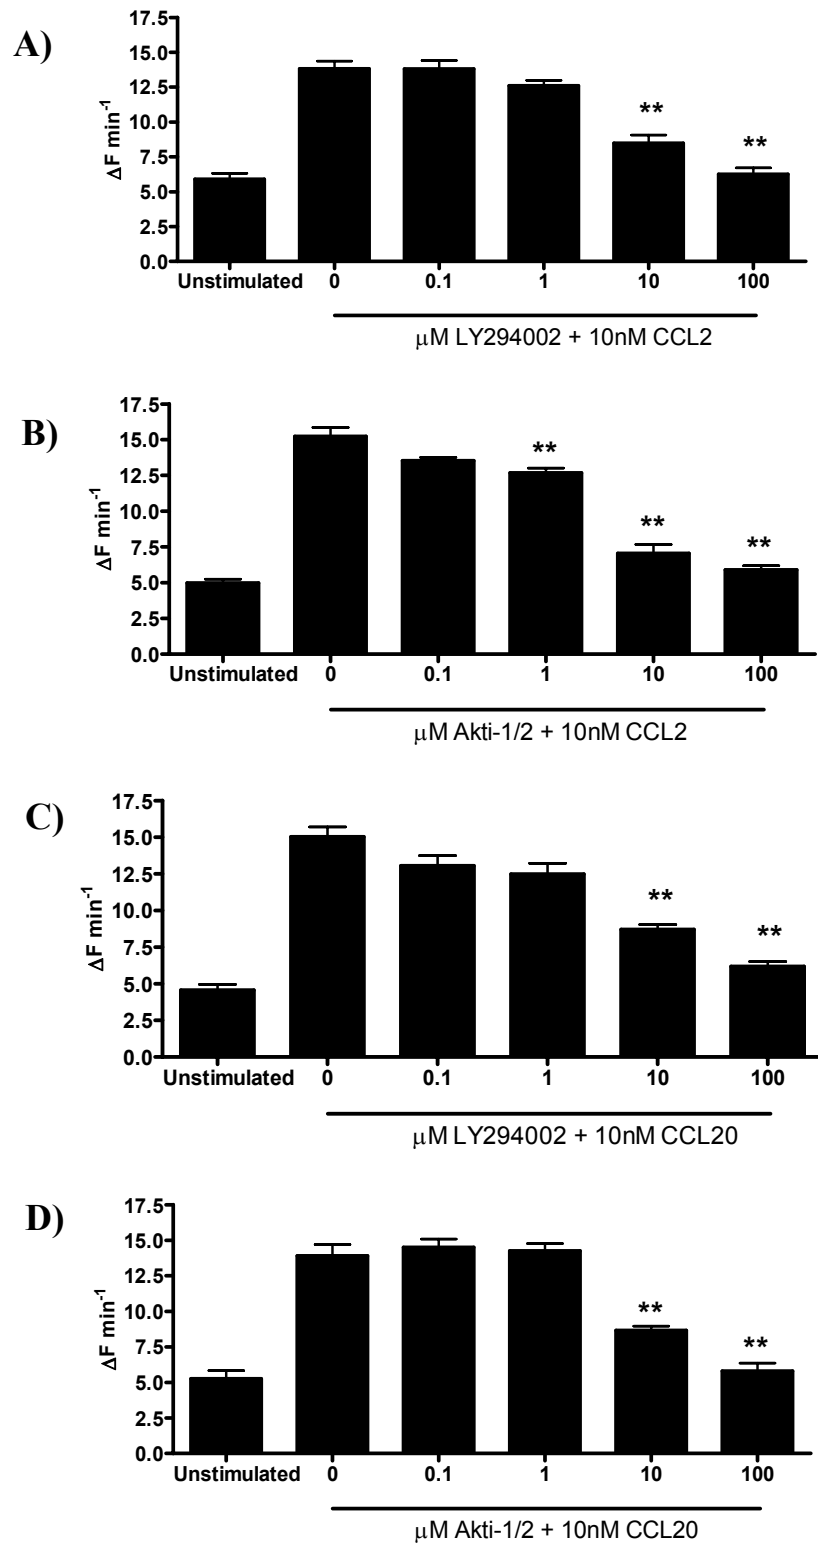 A)
17.5
15.0
12.5
10.0
7.5
5.0
2.5
0.0
ΔF min⁻¹
**
**
Unstimulated 0 0.1 1 10 100
μM LY294002 + 10nM CCL2
B)
17.5
15.0
12.5
10.0
7.5
5.0
2.5
0.0
ΔF min⁻¹
**
**
**
Unstimulated 0 0.1 1 10 100
μM Akti-1/2 + 10nM CCL2
C)
17.5
15.0
12.5
10.0
7.5
5.0
2.5
0.0
ΔF min⁻¹
**
**
Unstimulated 0 0.1 1 10 100
μM LY294002 + 10nM CCL20
D)
17.5
15.0
12.5
10.0
7.5
5.0
2.5
0.0
ΔF min⁻¹
**
**
Unstimulated 0 0.1 1 10 100
μM Akti-1/2 + 10nM CCL20